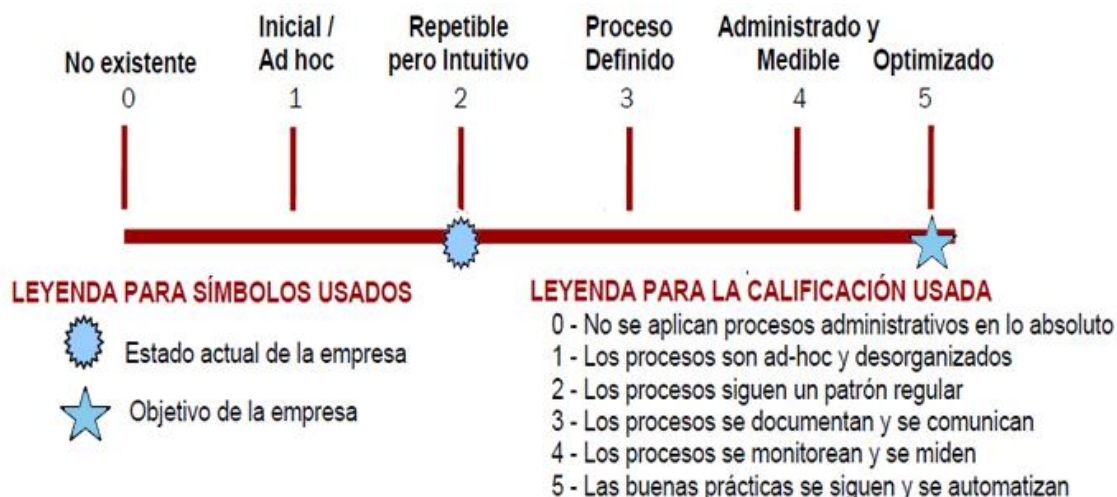 No existente
Inicial /
Ad hoc
Repetible
pero Intuitivo
Proceso
Definido
Administrado y
Medible
Optimizado
0
1
2
3
4
5
LEYENDA PARA SÍMBOLOS USADOS
Estado actual de la empresa
Objetivo de la empresa
LEYENDA PARA LA CALIFICACIÓN USADA
0 - No se aplican procesos administrativos en lo absoluto
1 - Los procesos son ad-hoc y desorganizados
2 - Los procesos siguen un patrón regular
3 - Los procesos se documentan y se comunican
4 - Los procesos se monitorean y se miden
5 - Las buenas prácticas se siguen y se automatizan